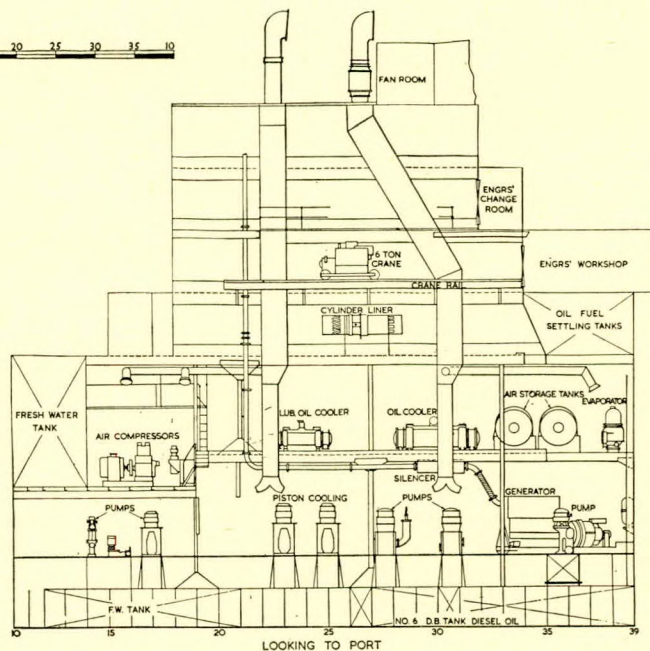 20 25 30 35 10
FAN ROOM
ENGRS' CHANGE ROOM
6 TON CRANE
ENGRS' WORKSHOP
CRANE RAIL
CYLINDER LINER
OIL FUEL SETTLING TANKS
FRESH WATER TANK
AIR COMPRESSORS
LUB. OIL COOLER
OIL COOLER
AIR STORAGE TANKS
EVAPORATOR
SILENCER
PUMPS
PISTON COOLING
PUMPS
GENERATOR
PUMP
F.W. TANK
NO. 6 D.B. TANK DIESEL OIL
10 15 20 25 30 35 39
LOOKING TO PORT